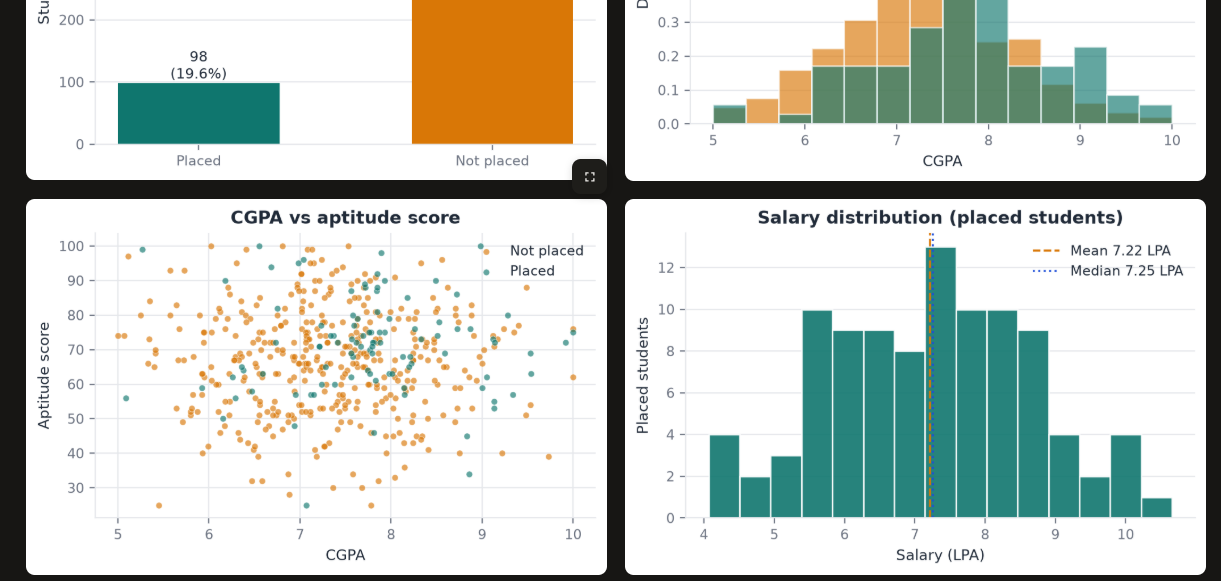 Stu
200
100
0
98
(19.6%)
Placed
Not placed
D
0.3
0.2
0.1
0.0
5 6 7 8 9 10
CGPA
CGPA vs aptitude score
Aptitude score
100
90
80
70
60
50
40
30
Not placed
Placed
5 6 7 8 9 10
CGPA
Salary distribution (placed students)
Placed students
12
10
8
6
4
2
0
Mean 7.22 LPA
Median 7.25 LPA
4 5 6 7 8 9 10
Salary (LPA)